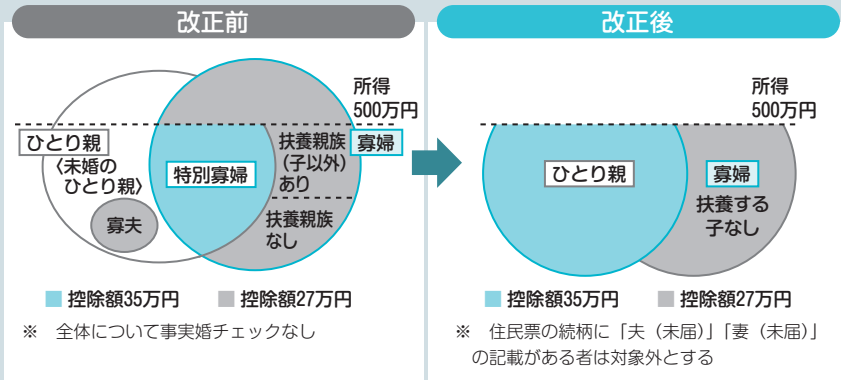 改正前
所得
500万円
ひとり親
〈未婚の
ひとり親〉
特別寡婦
扶養親族
(子以外)
あり
寡婦
寡夫
扶養親族
なし
控除額35万円
控除額27万円
※ 全体について事実婚チェックなし
改正後
所得
500万円
ひとり親
寡婦
扶養する
子なし
控除額35万円
控除額27万円
※ 住民票の続柄に「夫（未届）」「妻（未届）」
の記載がある者は対象外とする